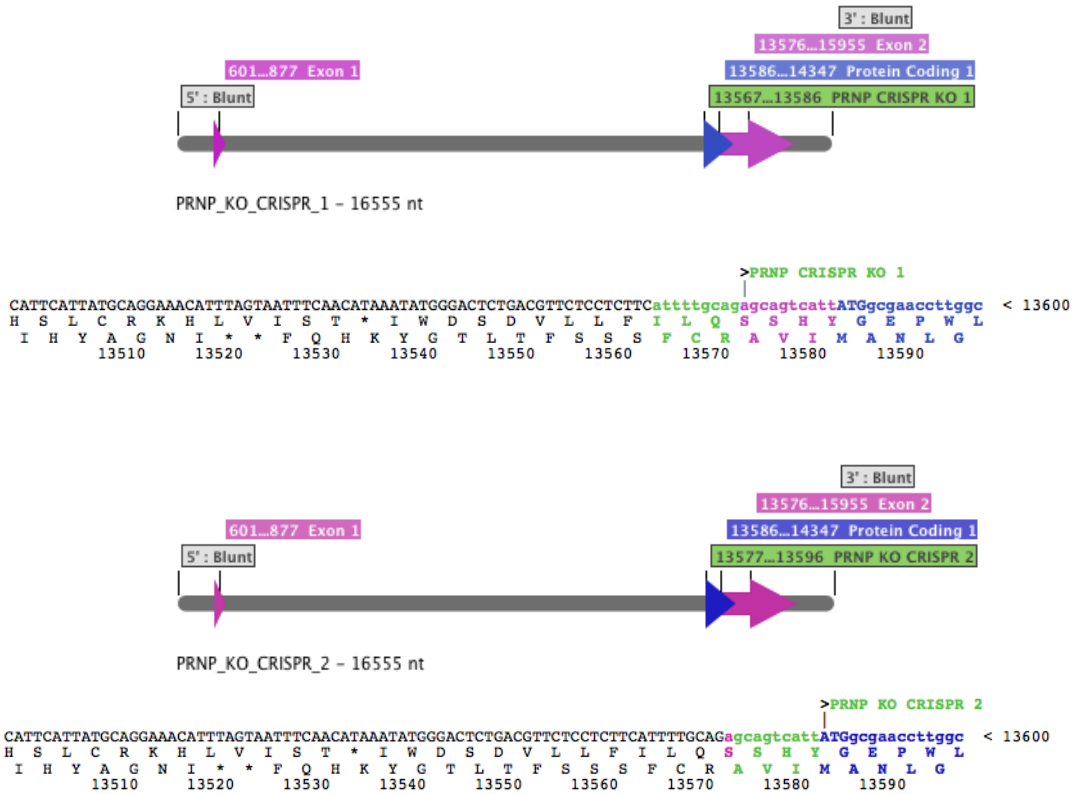 3' : Blunt
13576...15955 Exon 2
601...877 Exon 1
13586...14347 Protein Coding 1
5' : Blunt
13567...13586 PRNP CRISPR KO 1
PRNP_KO_CRISPR_1 – 16555 nt
>PRNP CRISPR KO 1
CATTCATTATGCAGGAAACATTTAGTAATTTCAACATAAATATGGGACTCTGACGTTCTCCTCTTCattttgcagagcagtcattATGgcgaaccttggc < 13600
H S L C R K H L V I S T * I W D S D V L L F I L Q S S H Y G E P W L
I H Y A G N I * * F Q H K Y G T L T F S S S F C R A V I M A N L G
13510 13520 13530 13540 13550 13560 13570 13580 13590
3' : Blunt
13576...15955 Exon 2
601...877 Exon 1
13586...14347 Protein Coding 1
5' : Blunt
13577...13596 PRNP KO CRISPR 2
PRNP_KO_CRISPR_2 – 16555 nt
>PRNP KO CRISPR 2
CATTCATTATGCAGGAAACATTTAGTAATTTCAACATAAATATGGGACTCTGACGTTCTCCTCTTCATTTTGCAGagcagtcattATGgcgaaccttggc < 13600
H S L C R K H L V I S T * I W D S D V L L F I L Q S S H Y G E P W L
I H Y A G N I * * F Q H K Y G T L T F S S S F C R A V I M A N L G
13510 13520 13530 13540 13550 13560 13570 13580 13590